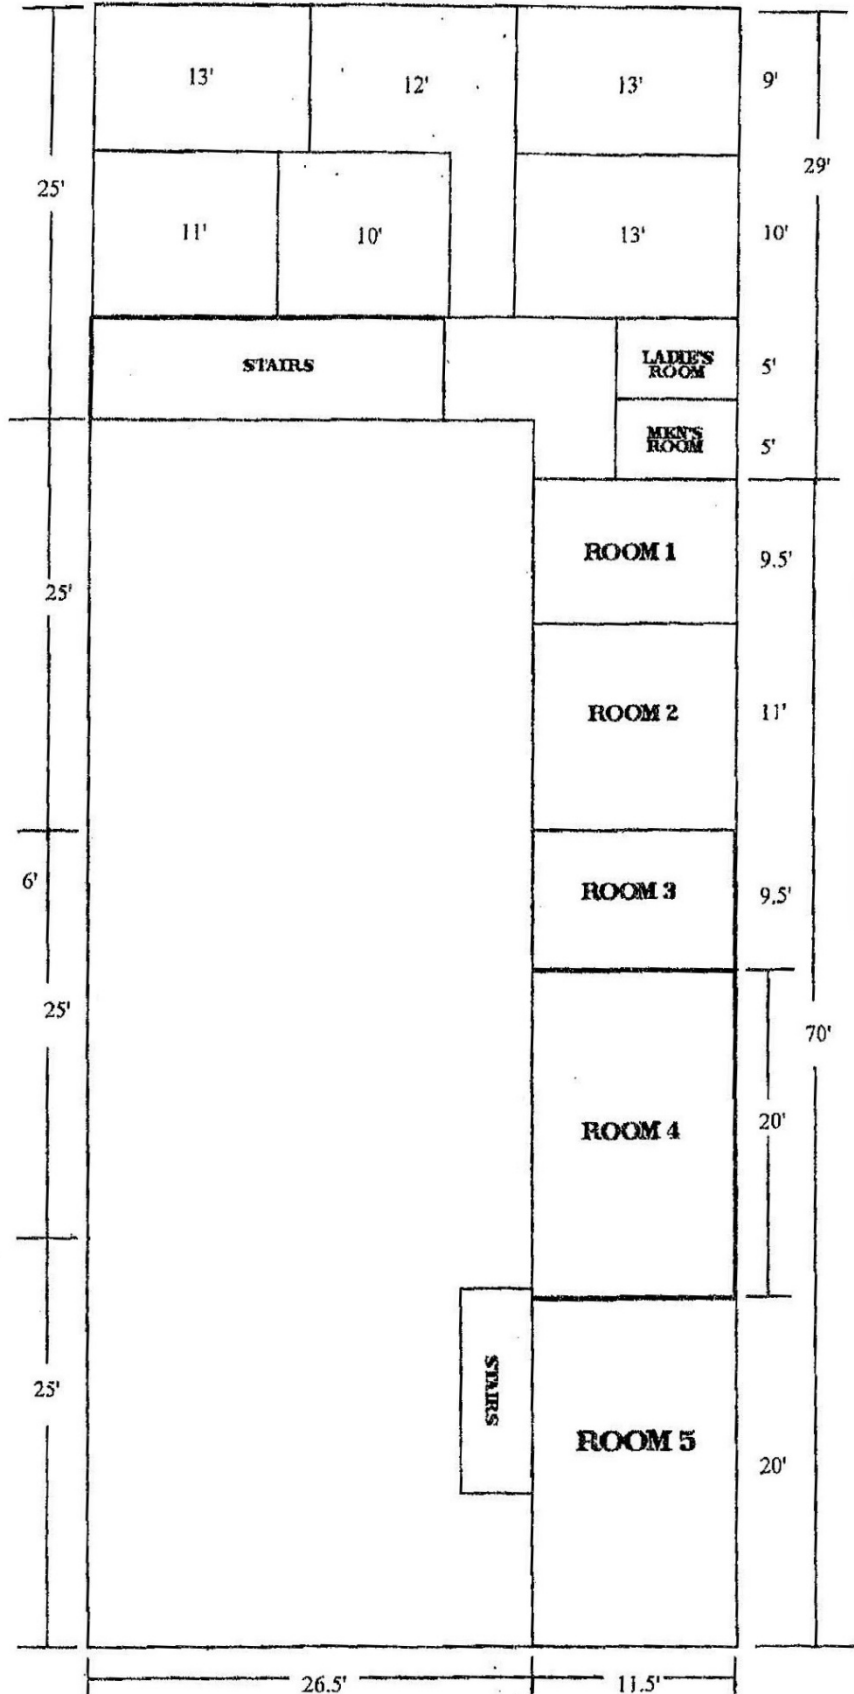 13'
12'
13'
9'
25'
29'
11'
10'
13'
10'
STAIRS
LADIE'S
ROOM
5'
MEN'S
ROOM
5'
ROOM 1
9.5'
25'
ROOM 2
11'
6'
ROOM 3
9.5'
25'
70'
ROOM 4
20'
STAIRS
25'
ROOM 5
20'
26.5'
11.5'